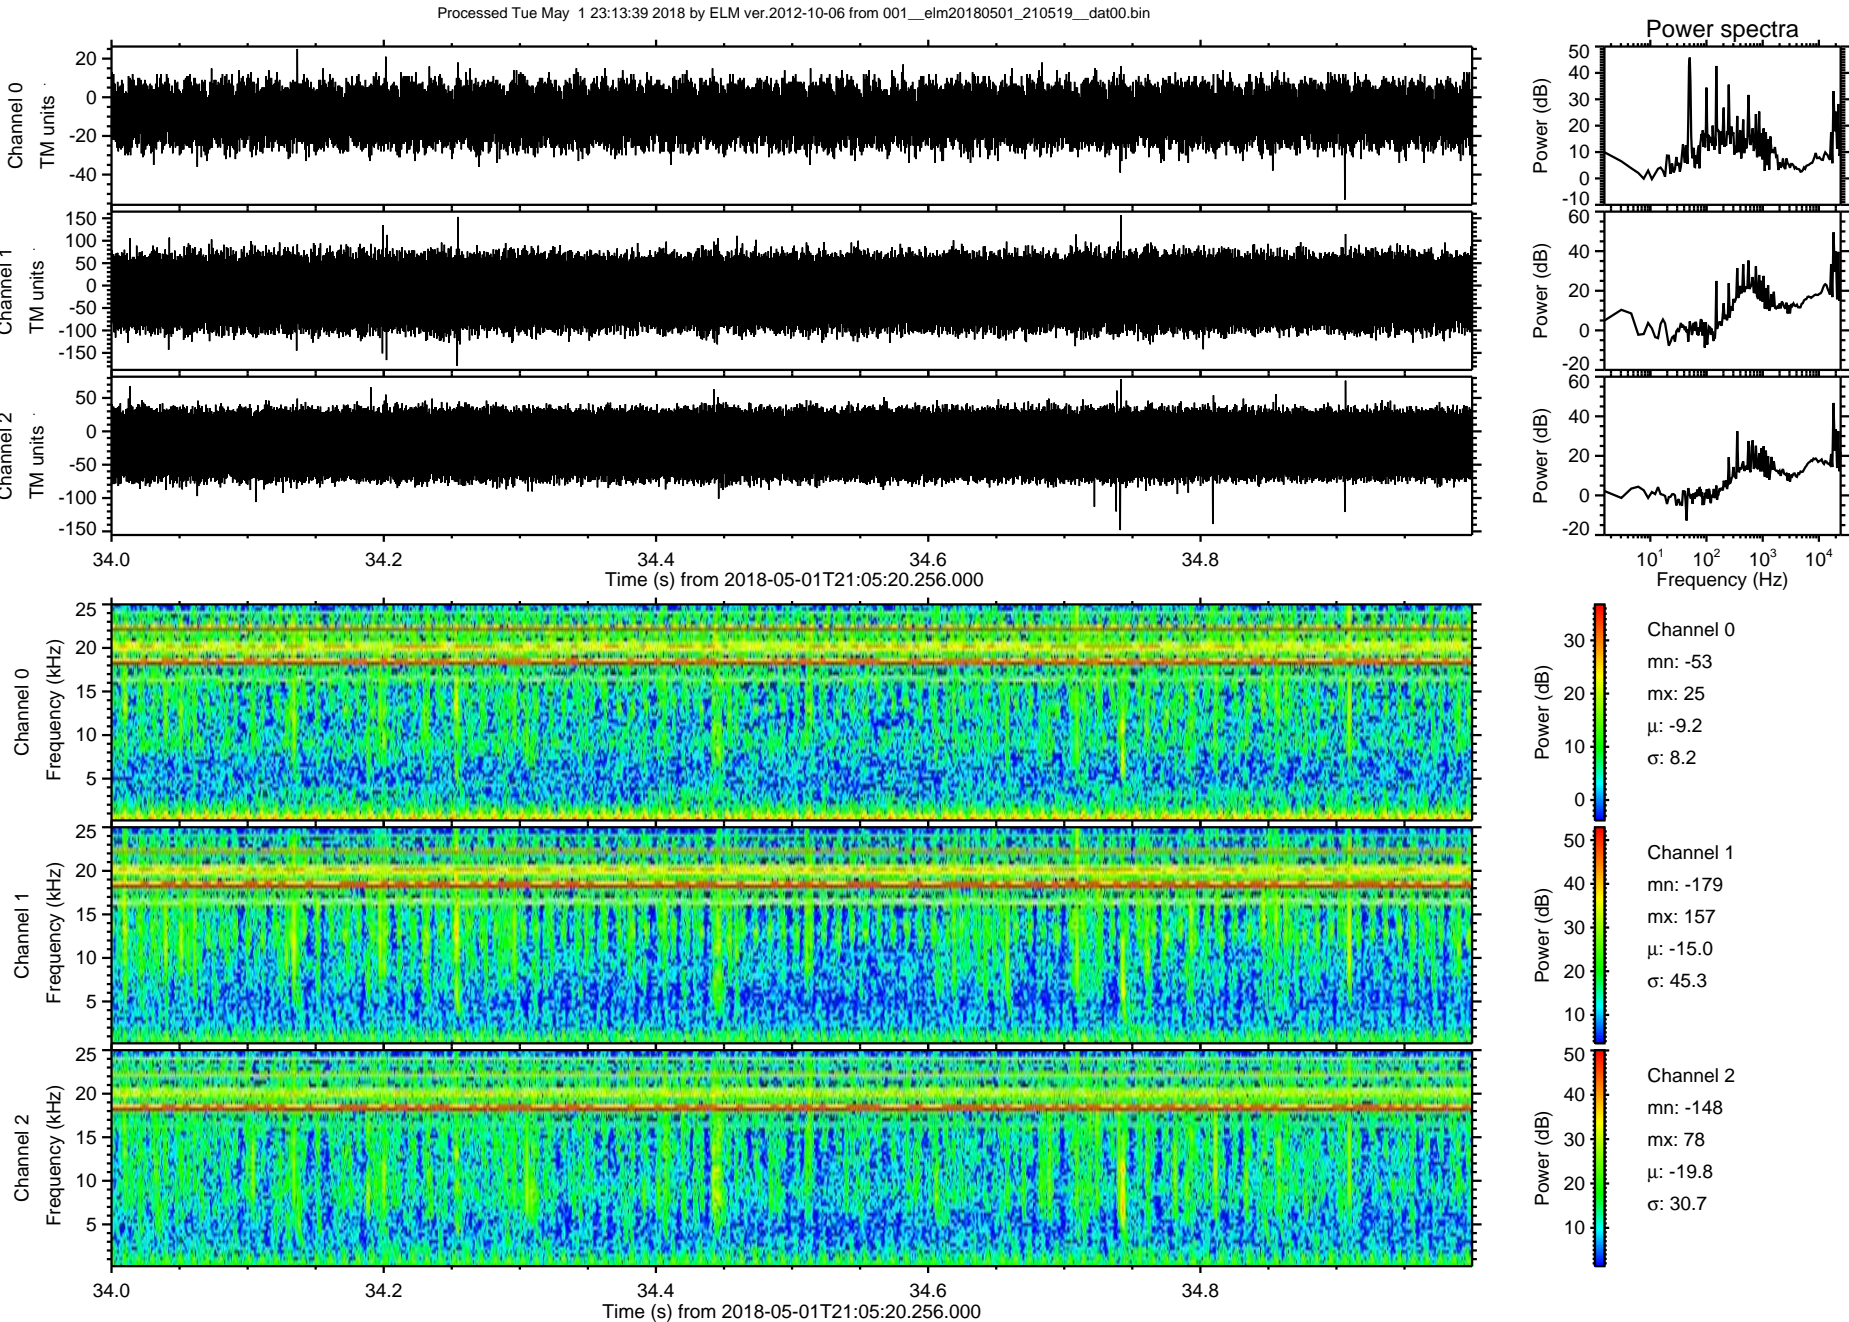 Processed Tue May  1 23:13:39 2018 by ELM ver.2012-10-06 from 001__elm20180501_210519__dat00.bin
Power spectra
Channel 0
TM units
20
0
-20
-40
Power (dB)
50
40
30
20
10
0
-10
Channel 1
TM units
150
100
50
0
-50
-100
-150
Power (dB)
60
40
20
0
-20
Channel 2
TM units
50
0
-50
-100
-150
Power (dB)
60
40
20
0
-20
34.0 34.2 34.4 34.6 34.8
Time (s) from 2018-05-01T21:05:20.256.000
10^1 10^2 10^3 10^4
Frequency (Hz)
Channel 0
Frequency (kHz)
25
20
15
10
5
Power (dB)
30
20
10
0
Channel 0
mn: -53
mx: 25
μ: -9.2
σ: 8.2
Channel 1
Frequency (kHz)
25
20
15
10
5
Power (dB)
50
40
30
20
10
Channel 1
mn: -179
mx: 157
μ: -15.0
σ: 45.3
Channel 2
Frequency (kHz)
25
20
15
10
5
Power (dB)
50
40
30
20
10
Channel 2
mn: -148
mx: 78
μ: -19.8
σ: 30.7
34.0 34.2 34.4 34.6 34.8
Time (s) from 2018-05-01T21:05:20.256.000